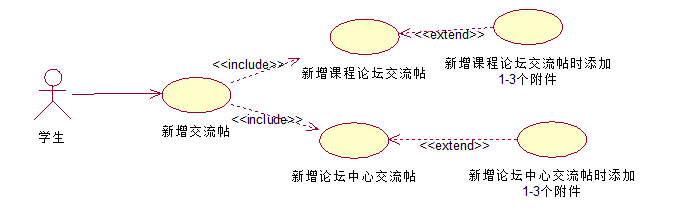 <<extend>>
新增课程论坛交流帖
新增课程论坛交流帖时添加
1-3个附件
<<include>>
学生
新增交流帖
<<include>>
<<extend>>
新增论坛中心交流帖
新增论坛中心交流帖时添加
1-3个附件